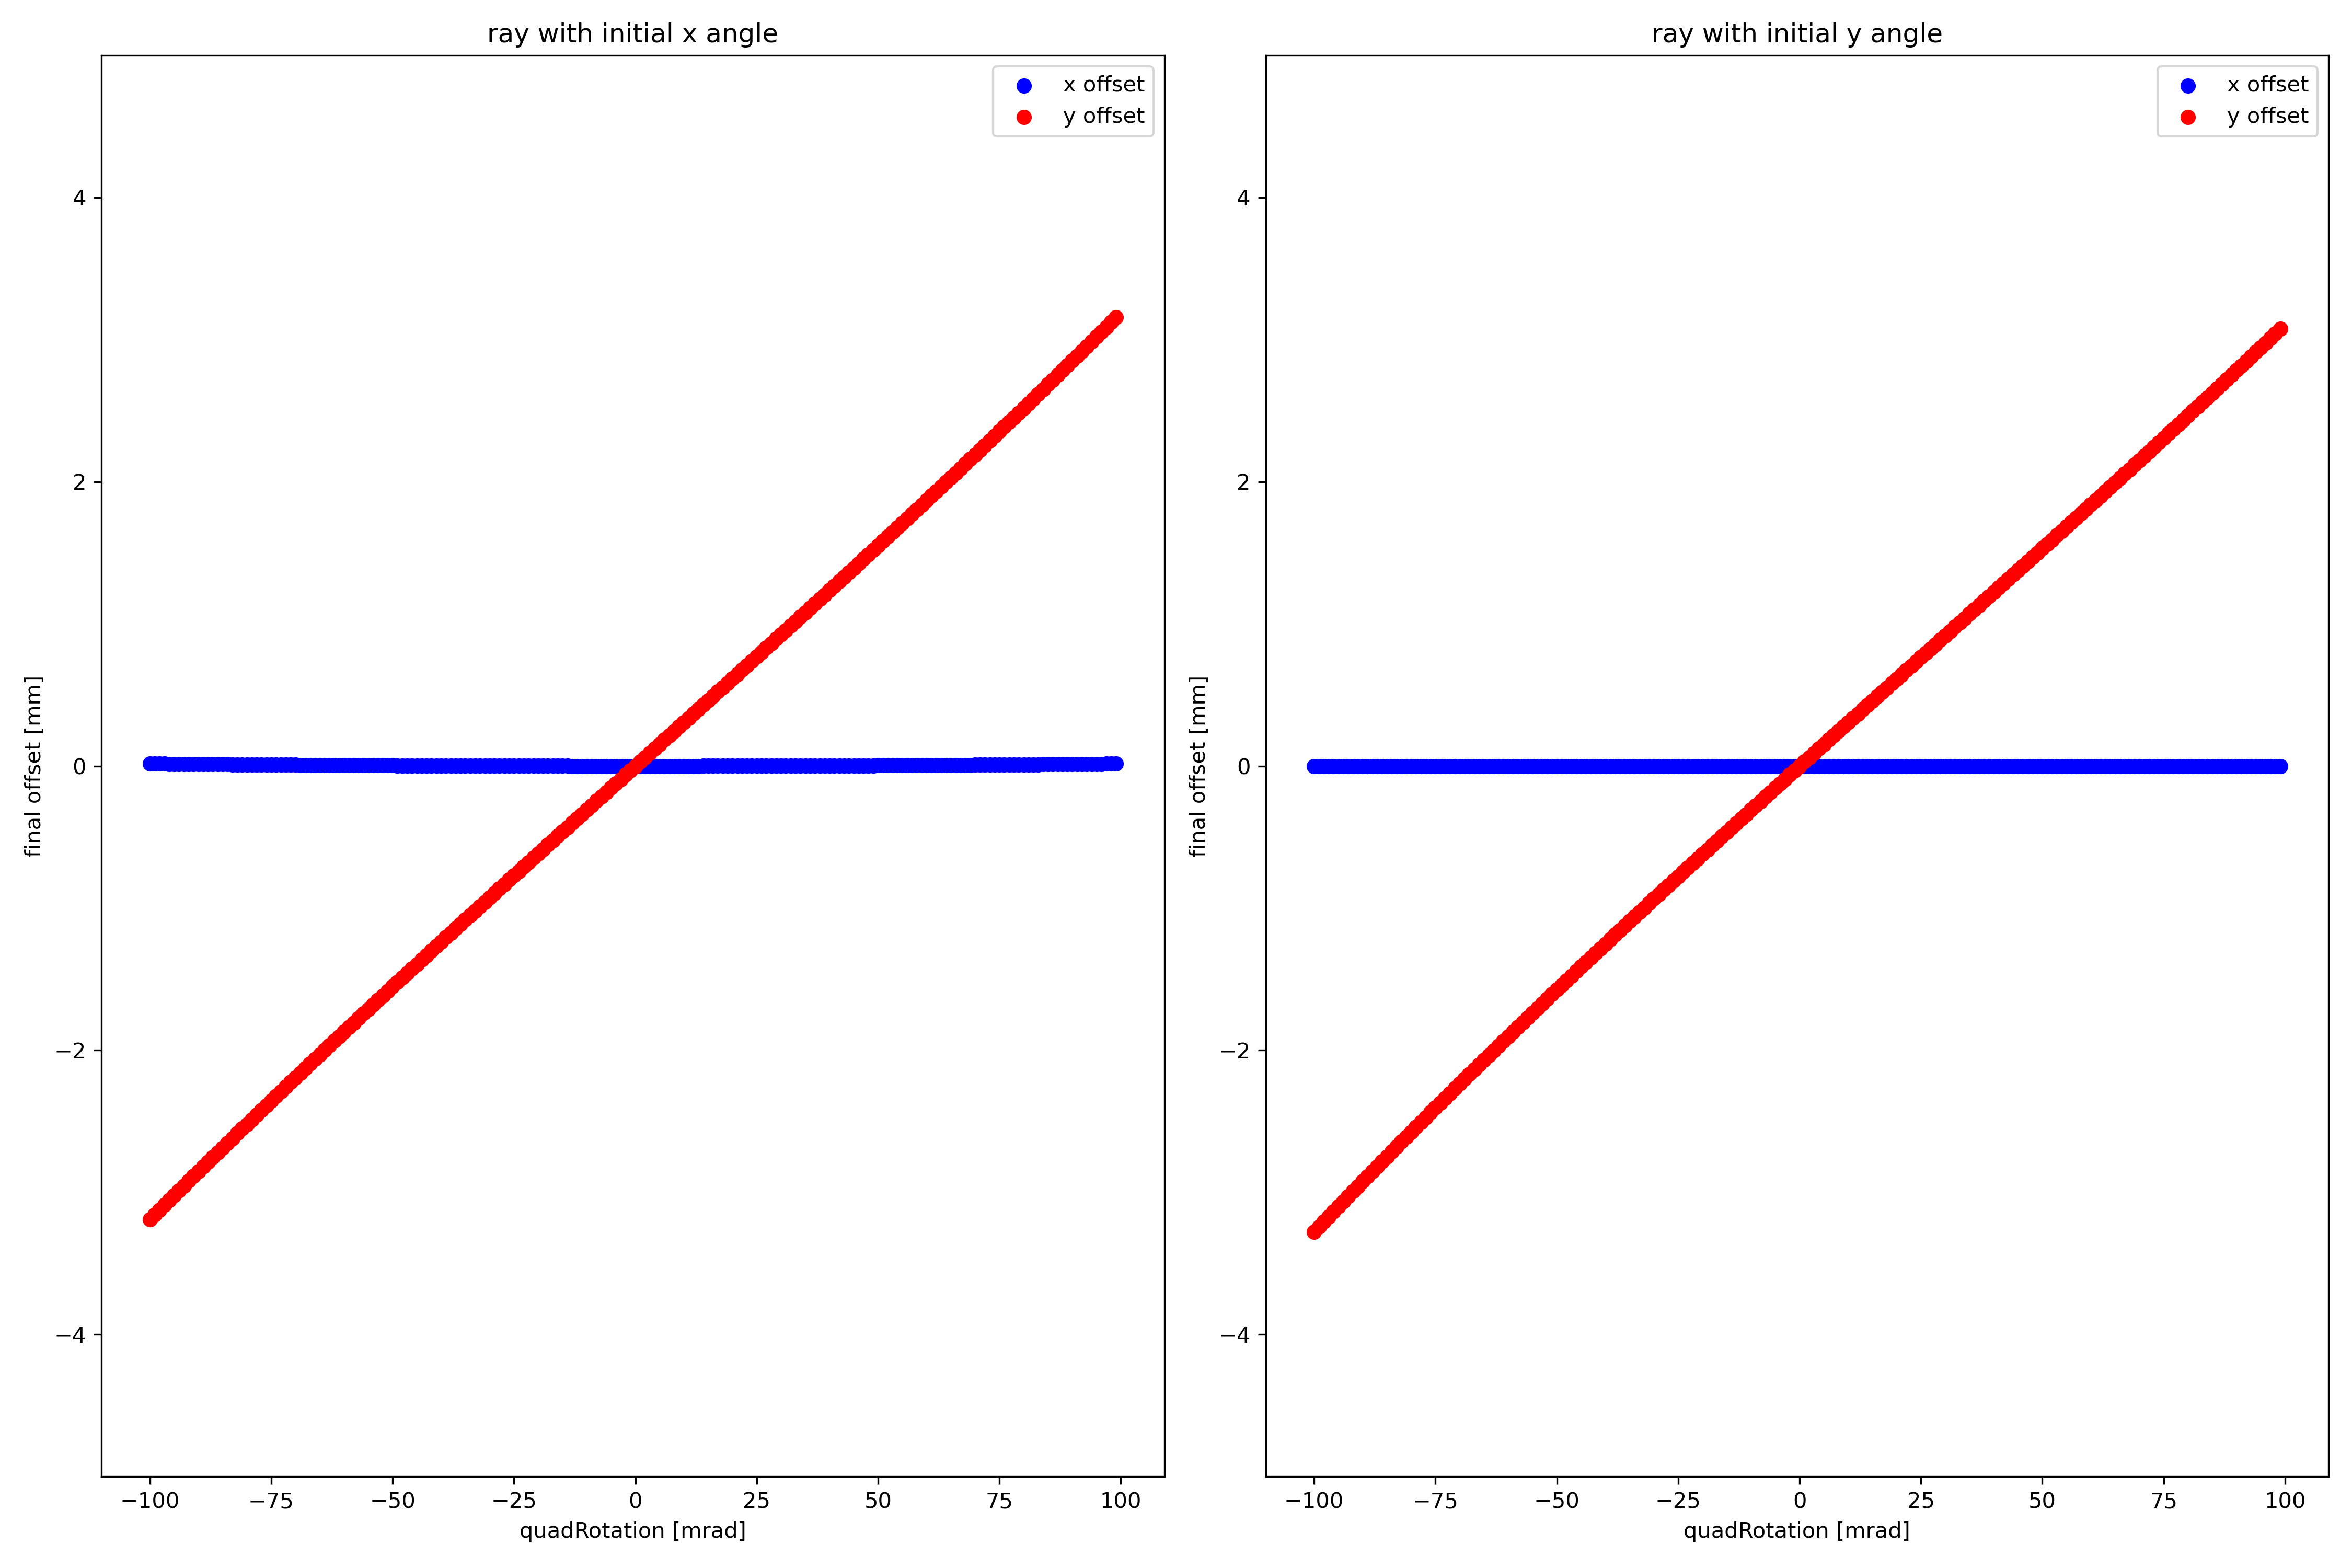 ray with initial x angle
x offset
y offset
4
2
0
−2
−4
final offset [mm]
−100 −75 −50 −25 0 25 50 75 100
quadRotation [mrad]
ray with initial y angle
x offset
y offset
4
2
0
−2
−4
final offset [mm]
−100 −75 −50 −25 0 25 50 75 100
quadRotation [mrad]